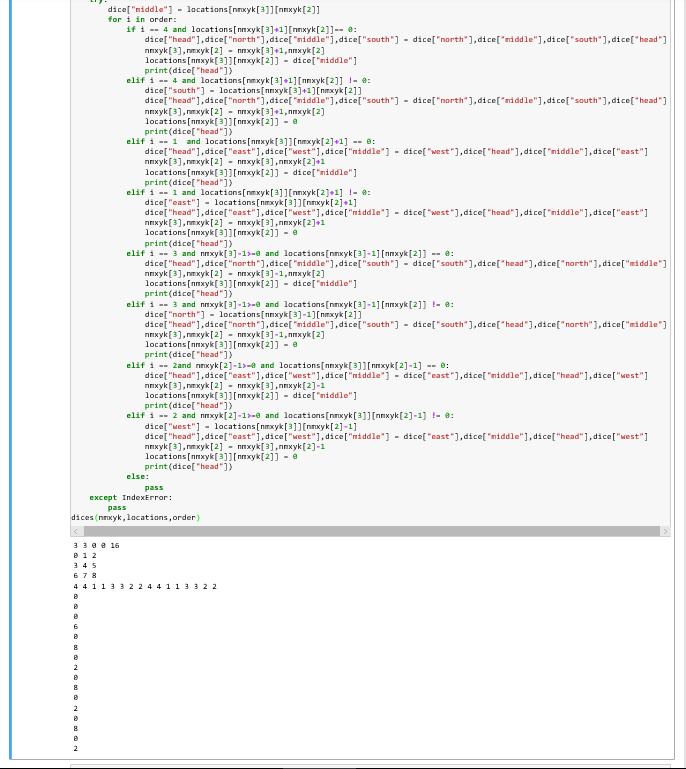 try:
dice["middle"] = locations[nmxyk[3]][nmxyk[2]]
for i in order:
if i == 4 and locations[nmxyk[3]+1][nmxyk[2]]== 0:
dice["head"],dice["north"],dice["middle"],dice["south"] = dice["north"],dice["middle"],dice["south"],dice["head"]
nmxyk[3],nmxyk[2] = nmxyk[3]+1,nmxyk[2]
locations[nmxyk[3]][nmxyk[2]] = dice["middle"]
print(dice["head"])
elif i == 4 and locations[nmxyk[3]+1][nmxyk[2]] != 0:
dice["south"] = locations[nmxyk[3]+1][nmxyk[2]]
dice["head"],dice["north"],dice["middle"],dice["south"] = dice["north"],dice["middle"],dice["south"],dice["head"]
nmxyk[3],nmxyk[2] = nmxyk[3]+1,nmxyk[2]
locations[nmxyk[3]][nmxyk[2]] = 0
print(dice["head"])
elif i == 1  and locations[nmxyk[3]][nmxyk[2]+1] == 0:
dice["head"],dice["east"],dice["west"],dice["middle"] = dice["west"],dice["head"],dice["middle"],dice["east"]
nmxyk[3],nmxyk[2] = nmxyk[3],nmxyk[2]+1
locations[nmxyk[3]][nmxyk[2]] = dice["middle"]
print(dice["head"])
elif i == 1 and locations[nmxyk[3]][nmxyk[2]+1] != 0:
dice["east"] = locations[nmxyk[3]][nmxyk[2]+1]
dice["head"],dice["east"],dice["west"],dice["middle"] = dice["west"],dice["head"],dice["middle"],dice["east"]
nmxyk[3],nmxyk[2] = nmxyk[3],nmxyk[2]+1
locations[nmxyk[3]][nmxyk[2]] = 0
print(dice["head"])
elif i == 3 and nmxyk[3]-1>=0 and locations[nmxyk[3]-1][nmxyk[2]] == 0:
dice["head"],dice["north"],dice["middle"],dice["south"] = dice["south"],dice["head"],dice["north"],dice["middle"]
nmxyk[3],nmxyk[2] = nmxyk[3]-1,nmxyk[2]
locations[nmxyk[3]][nmxyk[2]] = dice["middle"]
print(dice["head"])
elif i == 3 and nmxyk[3]-1>=0 and locations[nmxyk[3]-1][nmxyk[2]] != 0:
dice["north"] = locations[nmxyk[3]-1][nmxyk[2]]
dice["head"],dice["north"],dice["middle"],dice["south"] = dice["south"],dice["head"],dice["north"],dice["middle"]
nmxyk[3],nmxyk[2] = nmxyk[3]-1,nmxyk[2]
locations[nmxyk[3]][nmxyk[2]] = 0
print(dice["head"])
elif i == 2and nmxyk[2]-1>=0 and locations[nmxyk[3]][nmxyk[2]-1] == 0:
dice["head"],dice["east"],dice["west"],dice["middle"] = dice["east"],dice["middle"],dice["head"],dice["west"]
nmxyk[3],nmxyk[2] = nmxyk[3],nmxyk[2]-1
locations[nmxyk[3]][nmxyk[2]] = dice["middle"]
print(dice["head"])
elif i == 2 and nmxyk[2]-1>=0 and locations[nmxyk[3]][nmxyk[2]-1] != 0:
dice["west"] = locations[nmxyk[3]][nmxyk[2]-1]
dice["head"],dice["east"],dice["west"],dice["middle"] = dice["east"],dice["middle"],dice["head"],dice["west"]
nmxyk[3],nmxyk[2] = nmxyk[3],nmxyk[2]-1
locations[nmxyk[3]][nmxyk[2]] = 0
print(dice["head"])
else:
pass
except IndexError:
pass
dices(nmxyk,locations,order)
3 3 0 0 16
0 1 2
3 4 5
6 7 8
4 4 1 1 3 3 2 2 4 4 1 1 3 3 2 2
0
0
0
6
0
8
0
2
0
8
0
2
0
8
0
2